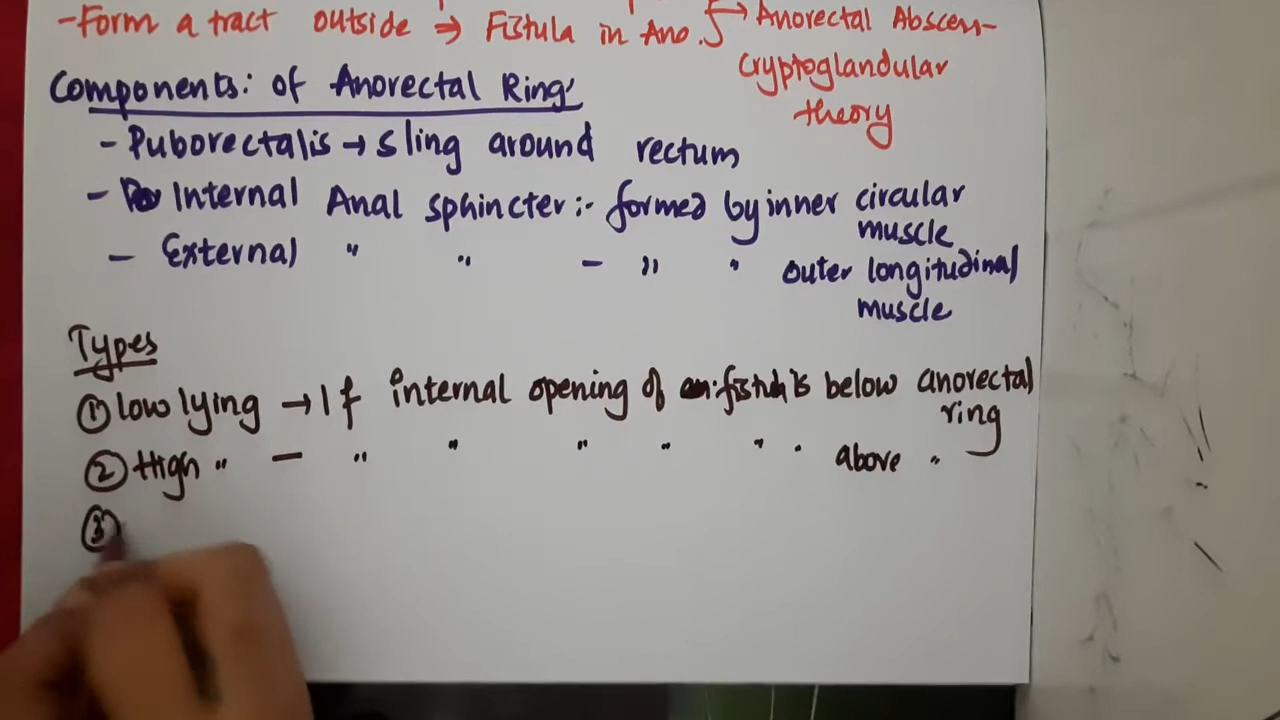 -Form a tract outside ⇒ Fistula in Ano. → Anorectal Abscess-
cryptoglandular
theory
Components: of Anorectal Ring
- Puborectalis → sling around rectum
- Internal Anal sphincter:- formed by inner circular
muscle
- External " " - " " outer longitudinal
muscle
Types
① Low lying → If internal opening of fistula is below anorectal
ring
② High " - " " " " " " above "
③